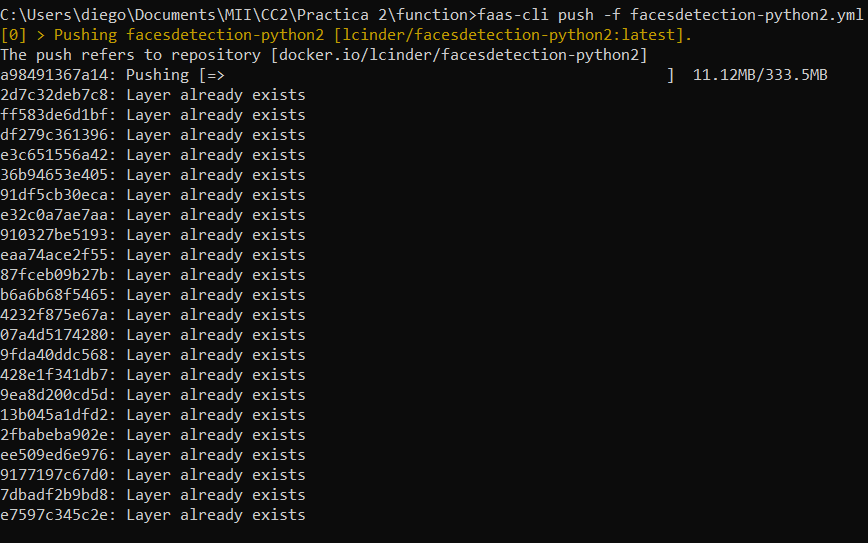 C:\Users\diego\Documents\MII\CC2\Practica 2\function>faas-cli push -f facesdetection-python2.yml
[0] > Pushing facesdetection-python2 [lcinder/facesdetection-python2:latest].
The push refers to repository [docker.io/lcinder/facesdetection-python2]
a98491367a14: Pushing [=>                                                 ]  11.12MB/333.5MB
2d7c32deb7c8: Layer already exists
ff583de6d1bf: Layer already exists
df279c361396: Layer already exists
e3c651556a42: Layer already exists
36b94653e405: Layer already exists
91df5cb30eca: Layer already exists
e32c0a7ae7aa: Layer already exists
910327be5193: Layer already exists
eaa74ace2f55: Layer already exists
87fceb09b27b: Layer already exists
b6a6b68f5465: Layer already exists
4232f875e67a: Layer already exists
07a4d5174280: Layer already exists
9fda40ddc568: Layer already exists
428e1f341db7: Layer already exists
9ea8d200cd5d: Layer already exists
13b045a1dfd2: Layer already exists
2fbabeba902e: Layer already exists
ee509ed6e976: Layer already exists
9177197c67d0: Layer already exists
7dbadf2b9bd8: Layer already exists
e7597c345c2e: Layer already exists